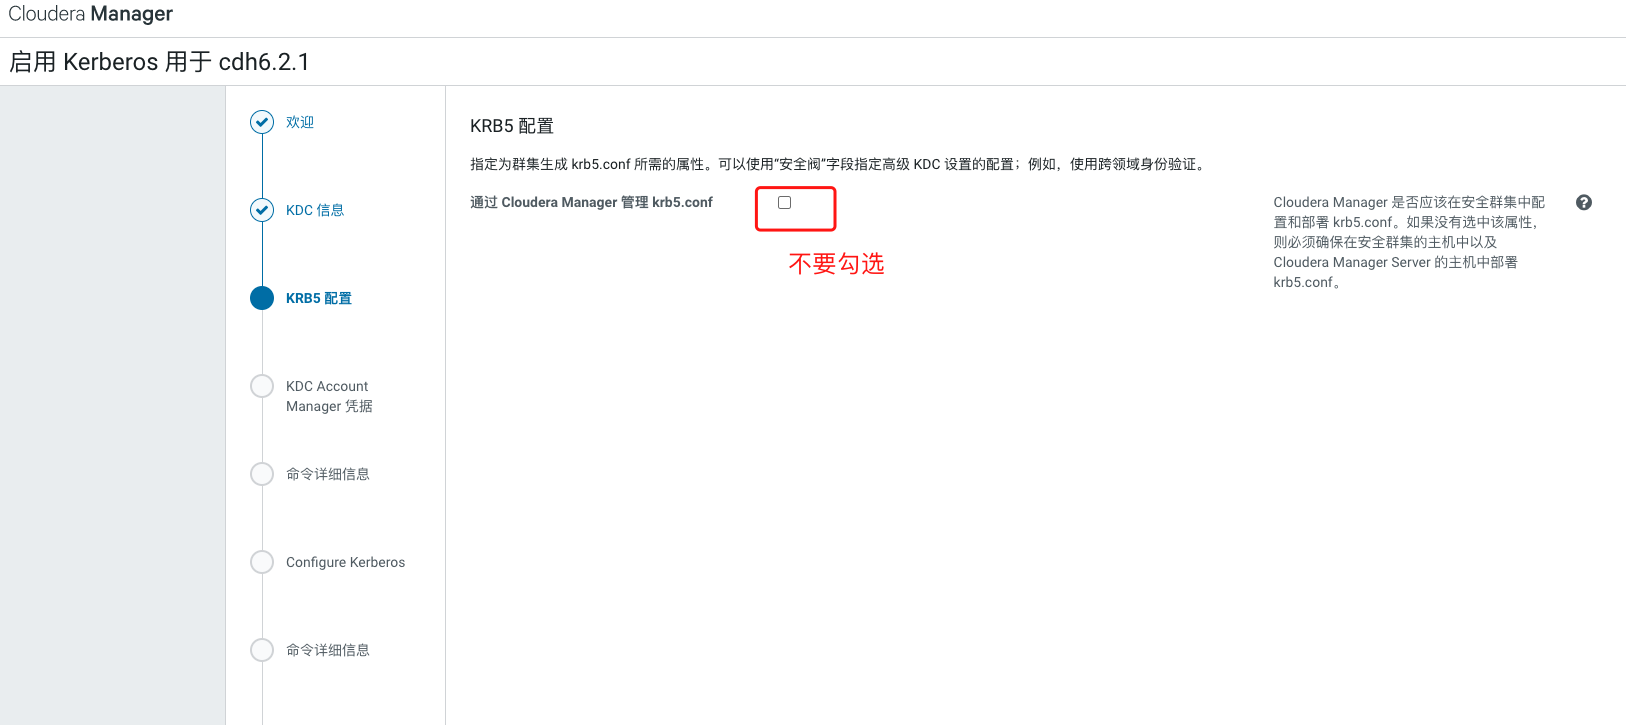 Cloudera Manager
启用 Kerberos 用于 cdh6.2.1
欢迎
KDC 信息
KRB5 配置
KDC Account
Manager 凭据
命令详细信息
Configure Kerberos
命令详细信息
KRB5 配置
指定为群集生成 krb5.conf 所需的属性。可以使用“安全阀”字段指定高级 KDC 设置的配置；例如，使用跨领域身份验证。
通过 Cloudera Manager 管理 krb5.conf
不要勾选
Cloudera Manager 是否应该在安全群集中配
置和部署 krb5.conf。如果没有选中该属性，
则必须确保在安全群集的主机中以及
Cloudera Manager Server 的主机中部署
krb5.conf。
?